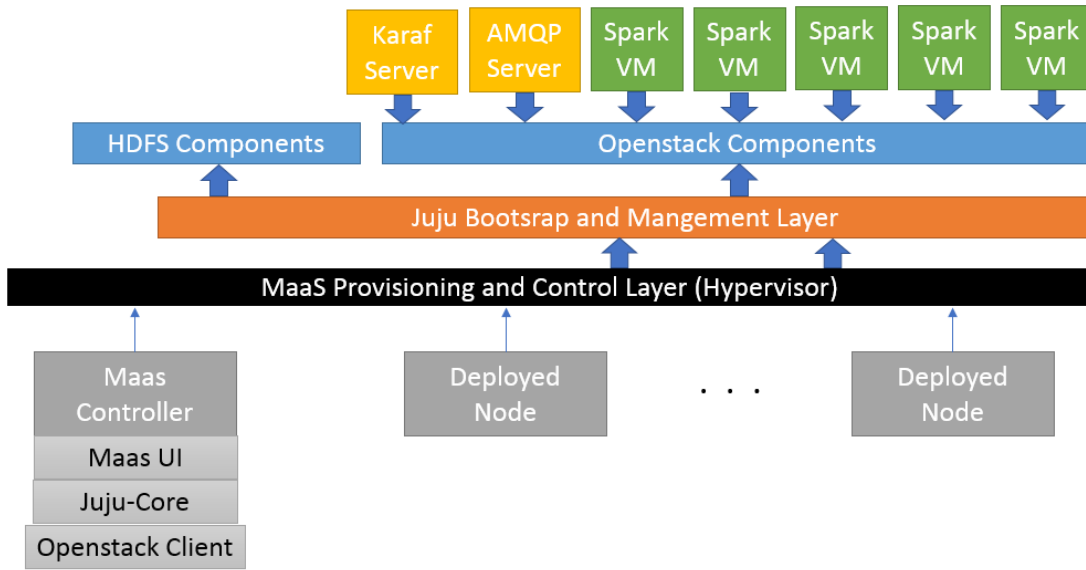 Karaf
Server
AMQP
Server
Spark
VM
Spark
VM
Spark
VM
Spark
VM
Spark
VM
HDFS Components
Openstack Components
Juju Bootsrap and Mangement Layer
MaaS Provisioning and Control Layer (Hypervisor)
Maas
Controller
Deployed
Node
. . .
Deployed
Node
Maas UI
Juju-Core
Openstack Client